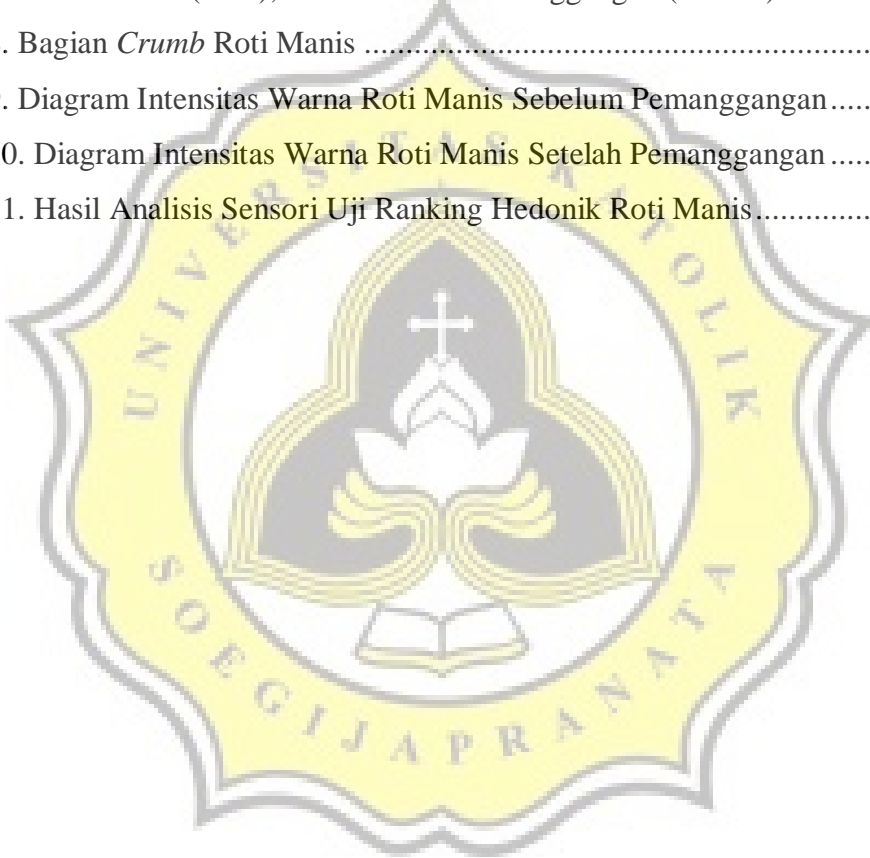 . Bagian Crumb Roti Manis ..........................................................
. Diagram Intensitas Warna Roti Manis Sebelum Pemanggangan .....
0. Diagram Intensitas Warna Roti Manis Setelah Pemanggangan .....
1. Hasil Analisis Sensori Uji Ranking Hedonik Roti Manis ..............
UNIVERSITAS KATOLIK
SOEGIJAPRANATA